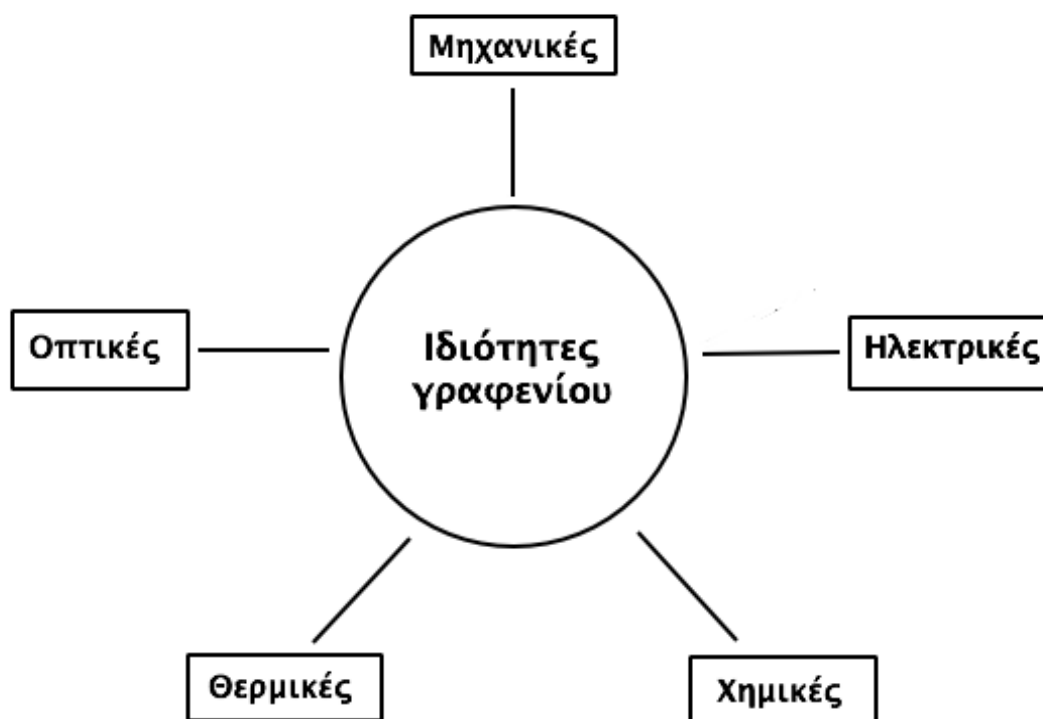 Μηχανικές
Οπτικές
Ιδιότητες
γραφενίου
Ηλεκτρικές
Θερμικές
Χημικές